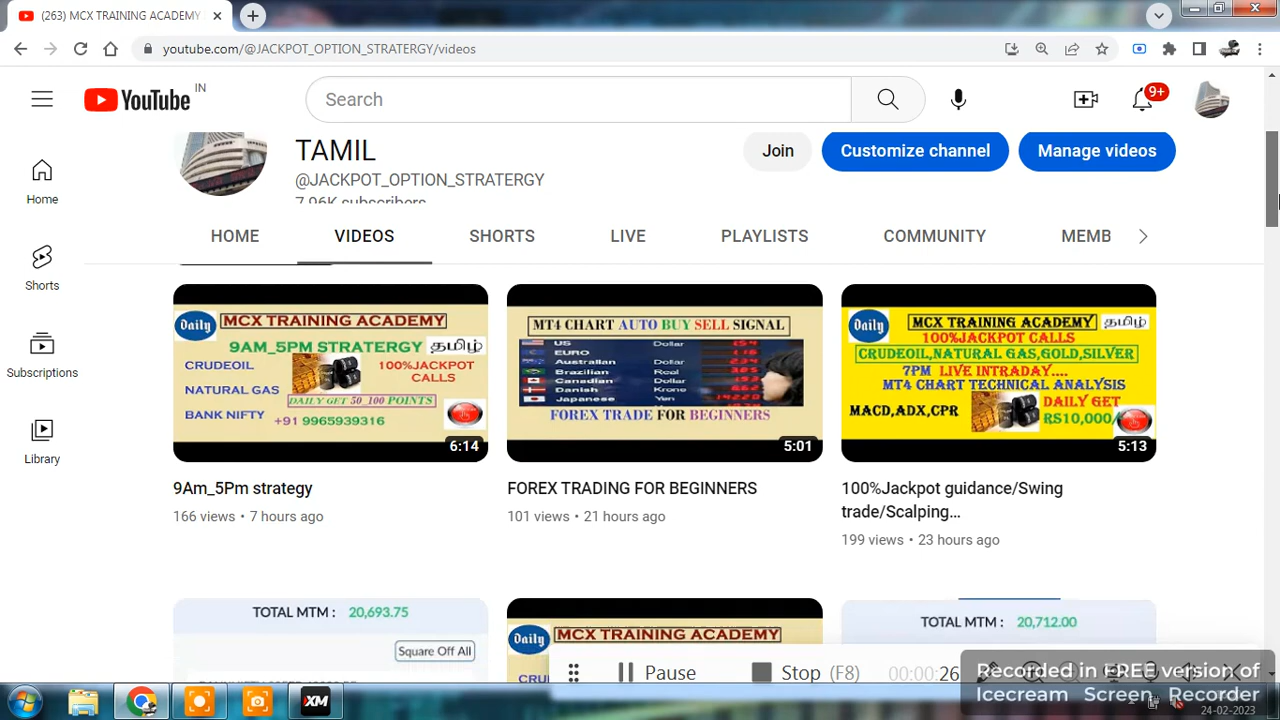 (263) MCX TRAINING ACADEMY
youtube.com/@JACKPOT_OPTION_STRATERGY/videos
YouTube IN
Search
9+
TAMIL
@JACKPOT_OPTION_STRATERGY
7.96K subscribers
Join
Customize channel
Manage videos
Home
Shorts
Subscriptions
Library
HOME
VIDEOS
SHORTS
LIVE
PLAYLISTS
COMMUNITY
MEMB
Daily
MCX TRAINING ACADEMY
9AM_5PM STRATERGY தமிழ்
CRUDEOIL
100%JACKPOT
CALLS
NATURAL GAS
DAILY GET 50_100 POINTS
BANK NIFTY
+91 9965939316
6:14
9Am_5Pm strategy
166 views • 7 hours ago
MT4 CHART AUTO BUY SELL SIGNAL
US Dollar
EURO
Australian Dollar
Brazilian Real
Canadian Dollar
Danish Krone
Japanese Yen
FOREX TRADE FOR BEGINNERS
5:01
FOREX TRADING FOR BEGINNERS
101 views • 21 hours ago
Daily
MCX TRAINING ACADEMY தமிழ்
100%JACKPOT CALLS
CRUDEOIL,NATURAL GAS,GOLD,SILVER
7PM LIVE INTRADAY....
MT4 CHART TECHNICAL ANALYSIS
MACD,ADX,CPR
DAILY GET
RS10,000/
5:13
100%Jackpot guidance/Swing
trade/Scalping...
199 views • 23 hours ago
TOTAL MTM : 20,693.75
Square Off All
Daily
MCX TRAINING ACADEMY
TOTAL MTM : 20,712.00
Pause
Stop (F8)
00:00:26
Recorded in FREE version of
Icecream Screen Recorder
XM
24-02-2023